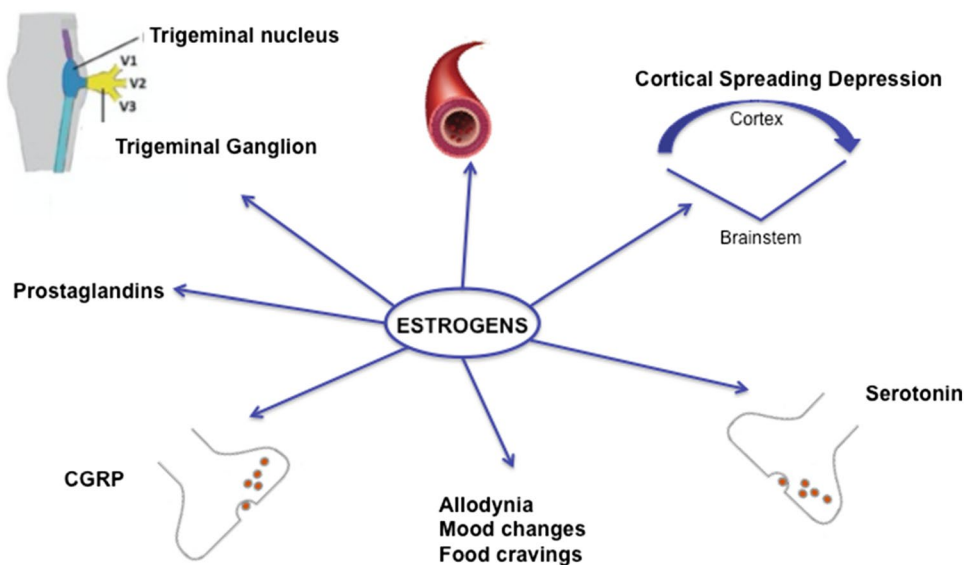 Trigeminal nucleus
V1
V2
V3
Trigeminal Ganglion
Cortical Spreading Depression
Cortex
Brainstem
Prostaglandins
ESTROGENS
Serotonin
CGRP
Allodynia
Mood changes
Food cravings